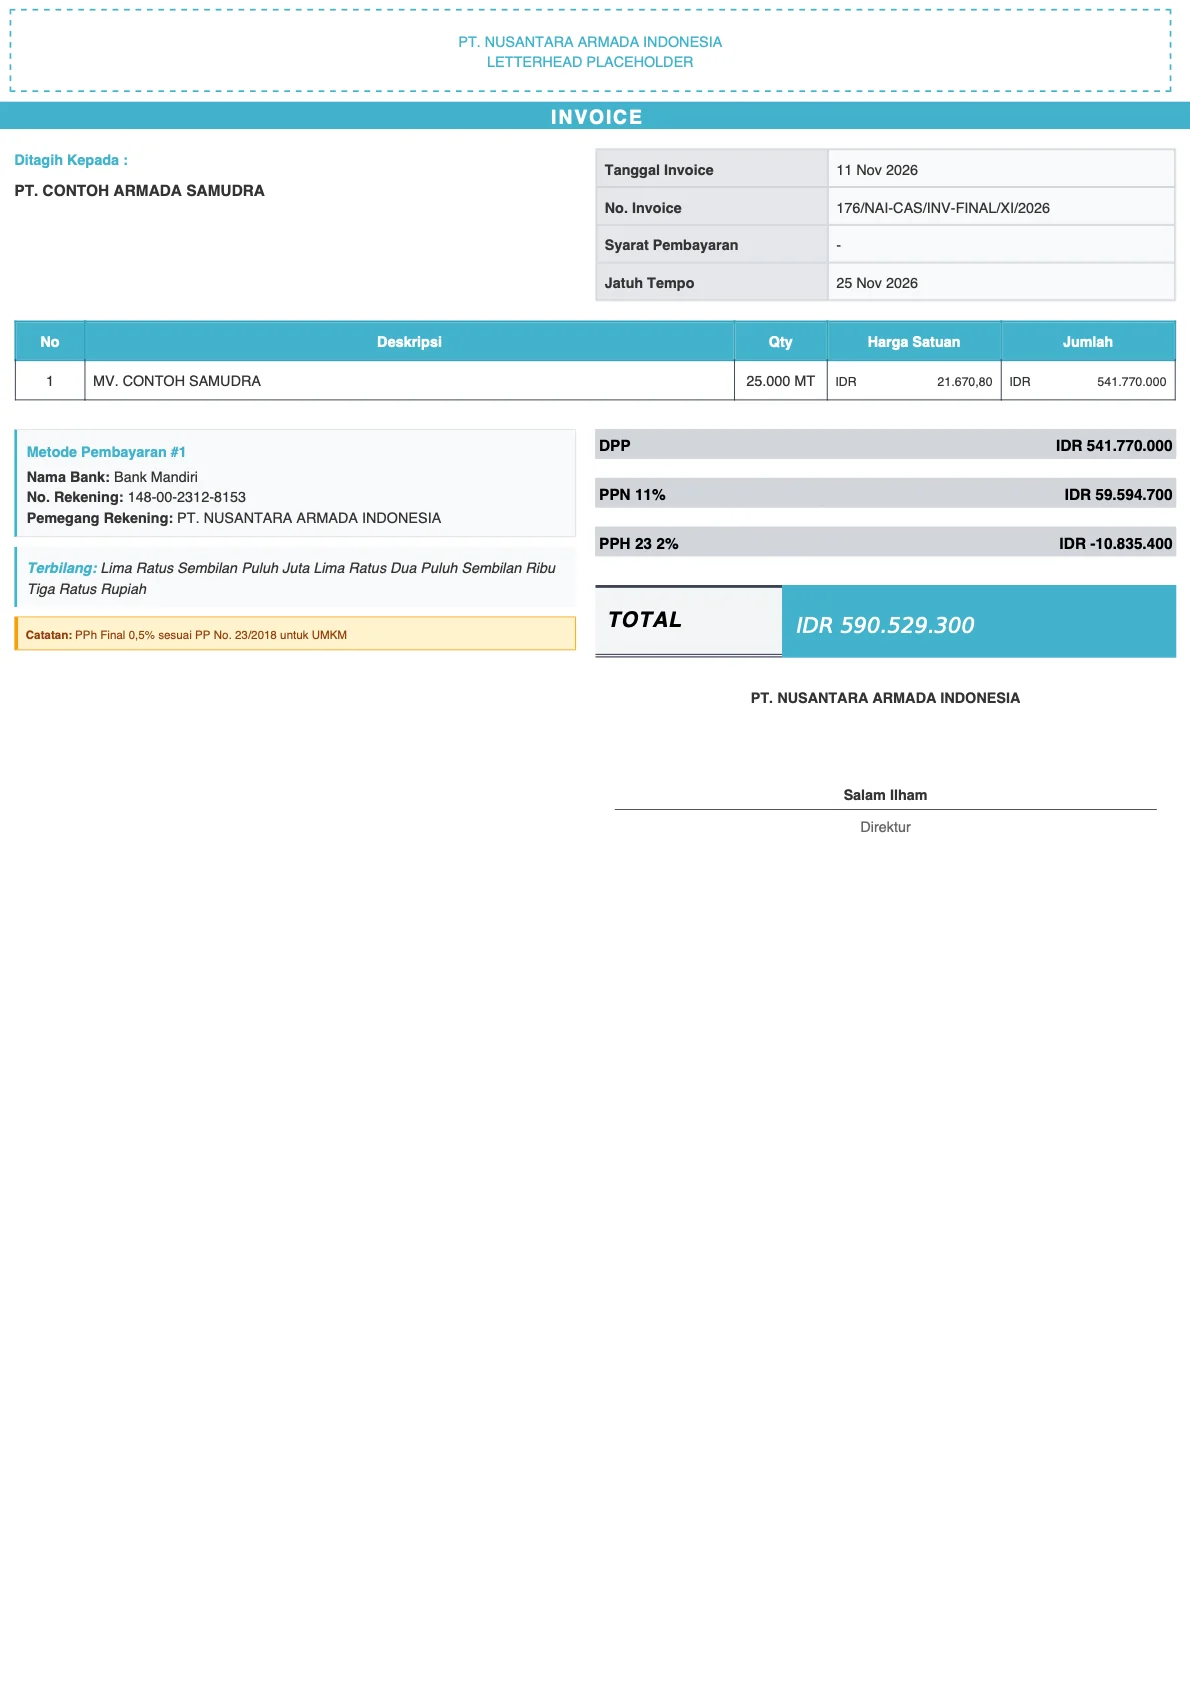 PT. NUSANTARA ARMADA INDONESIA
LETTERHEAD PLACEHOLDER
INVOICE
Ditagih Kepada :
PT. CONTOH ARMADA SAMUDRA
Tanggal Invoice 11 Nov 2026
No. Invoice 176/NAI-CAS/INV-FINAL/XI/2026
Syarat Pembayaran -
Jatuh Tempo 25 Nov 2026
No Deskripsi Qty Harga Satuan Jumlah
1 MV. CONTOH SAMUDRA 25.000 MT IDR 21.670,80 IDR 541.770.000
Metode Pembayaran #1
Nama Bank: Bank Mandiri
No. Rekening: 148-00-2312-8153
Pemegang Rekening: PT. NUSANTARA ARMADA INDONESIA
Terbilang: Lima Ratus Sembilan Puluh Juta Lima Ratus Dua Puluh Sembilan Ribu
Tiga Ratus Rupiah
Catatan: PPh Final 0,5% sesuai PP No. 23/2018 untuk UMKM
DPP IDR 541.770.000
PPN 11% IDR 59.594.700
PPH 23 2% IDR -10.835.400
TOTAL IDR 590.529.300
PT. NUSANTARA ARMADA INDONESIA
Salam Ilham
Direktur